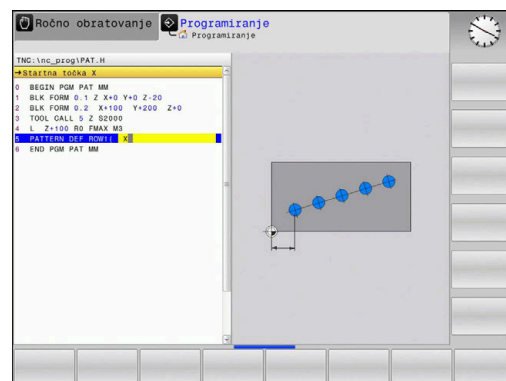 Ročno obratovanje
Programiranje
Programiranje
TNC:\nc_prog\PAT.H
→Startna točka X
0 BEGIN PGM PAT MM
1 BLK FORM 0.1 Z X+0 Y+0 Z-20
2 BLK FORM 0.2 X+100 Y+200 Z+0
3 TOOL CALL 5 Z S2000
4 L Z+100 R0 FMAX M3
5 PATTERN DEF ROW1( X
6 END PGM PAT MM